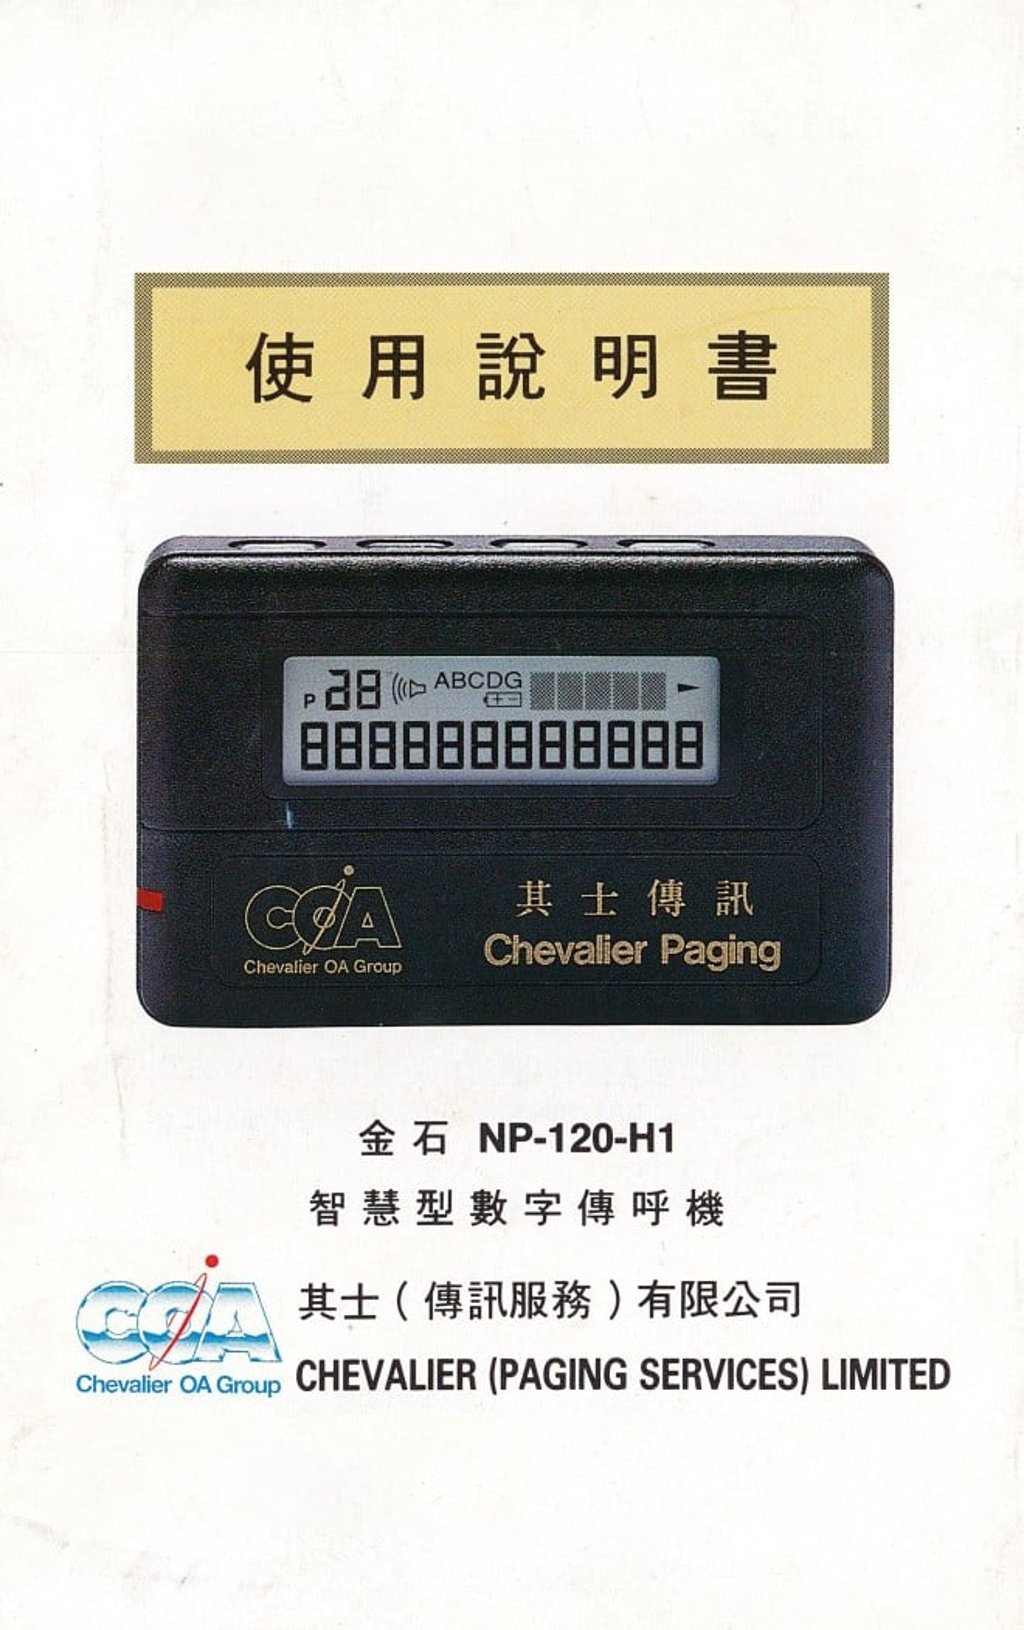 使用說明書
P 28 ABCDG
888888888888
COA
Chevalier OA Group
其士傳訊
Chevalier Paging
金石 NP-120-H1
智慧型數字傳呼機
COA
Chevalier OA Group
其士(傳訊服務)有限公司
CHEVALIER (PAGING SERVICES) LIMITED